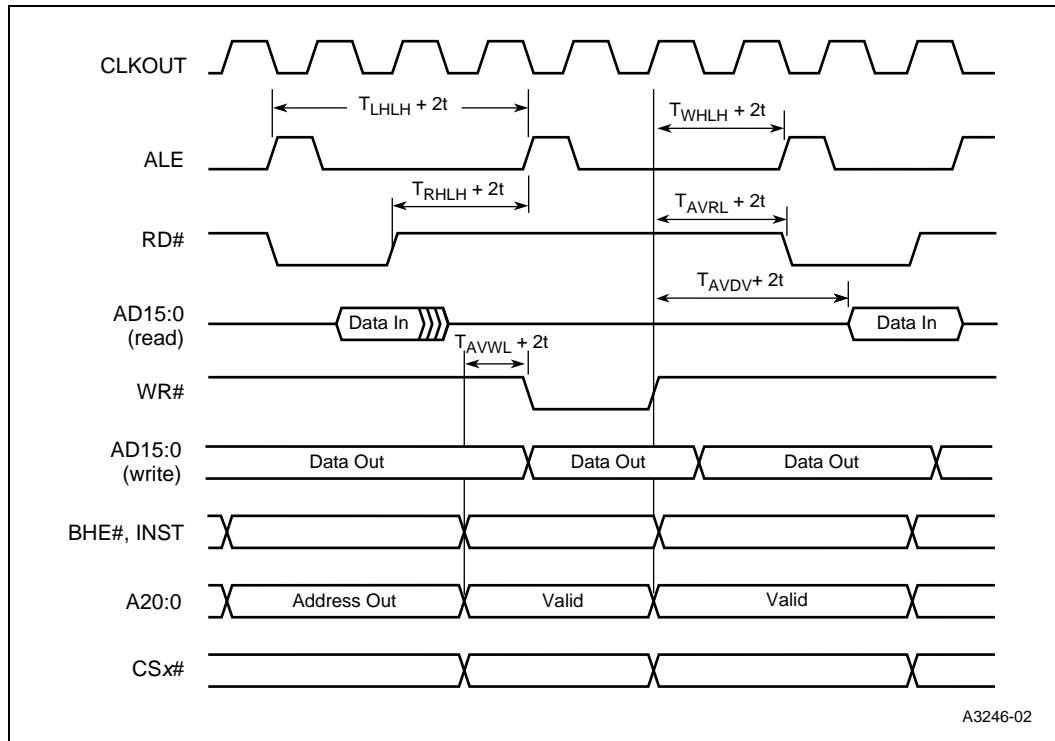 CLKOUT
T_LHLH + 2t
T_WHLH + 2t
ALE
T_RHLH + 2t
T_AVRL + 2t
RD#
T_AVDV+ 2t
AD15:0
(read)
Data In
Data In
T_AVWL + 2t
WR#
AD15:0
(write)
Data Out
Data Out
Data Out
BHE#, INST
A20:0
Address Out
Valid
Valid
CSx#
A3246-02